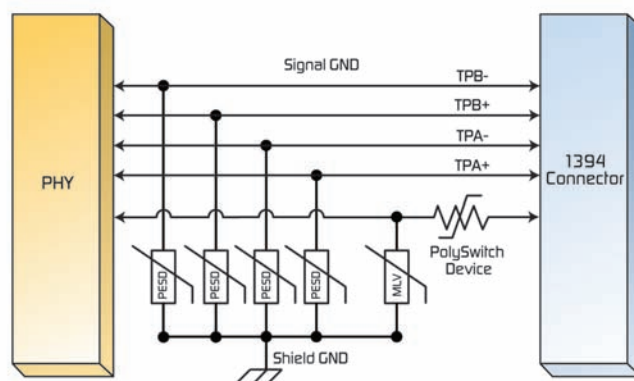 Signal GND
TPB-
TPB+
TPA-
TPA+
PHY
1394
Connector
PolySwitch
Device
PESD
PESD
PESD
PESD
MLV
Shield GND